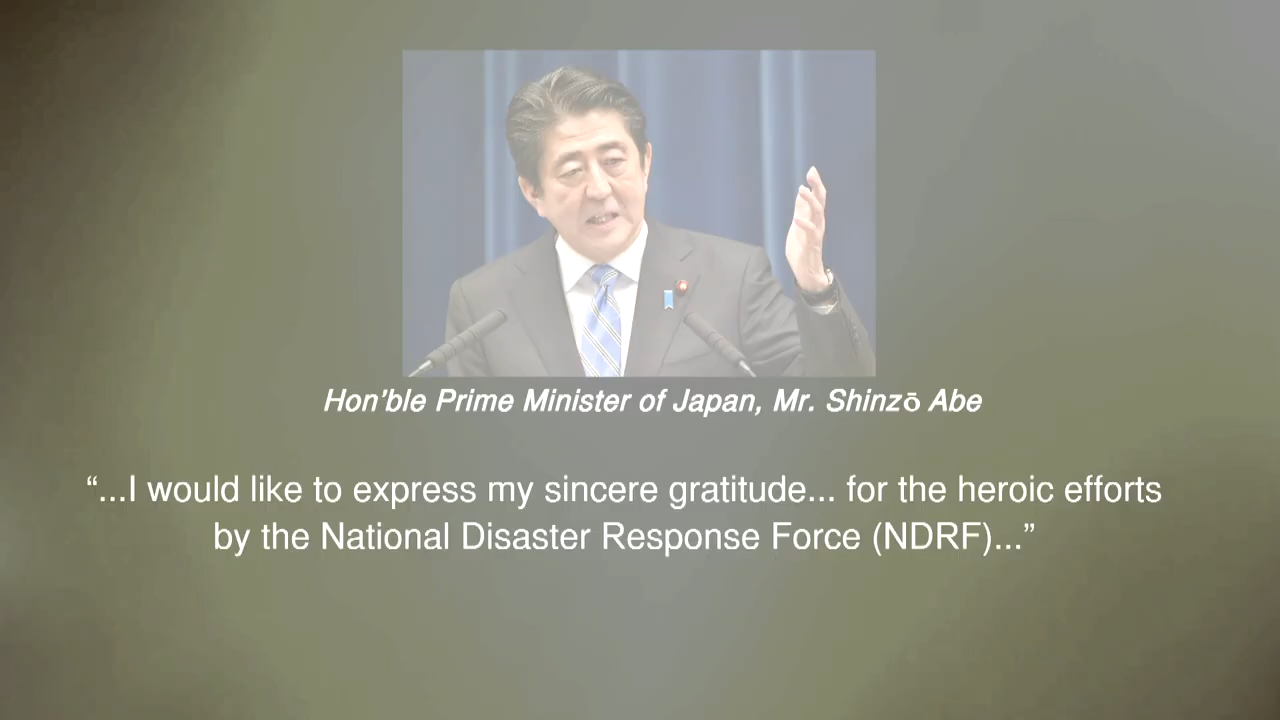 Hon’ble Prime Minister of Japan, Mr. Shinzō Abe
“...I would like to express my sincere gratitude... for the heroic efforts
by the National Disaster Response Force (NDRF)...”